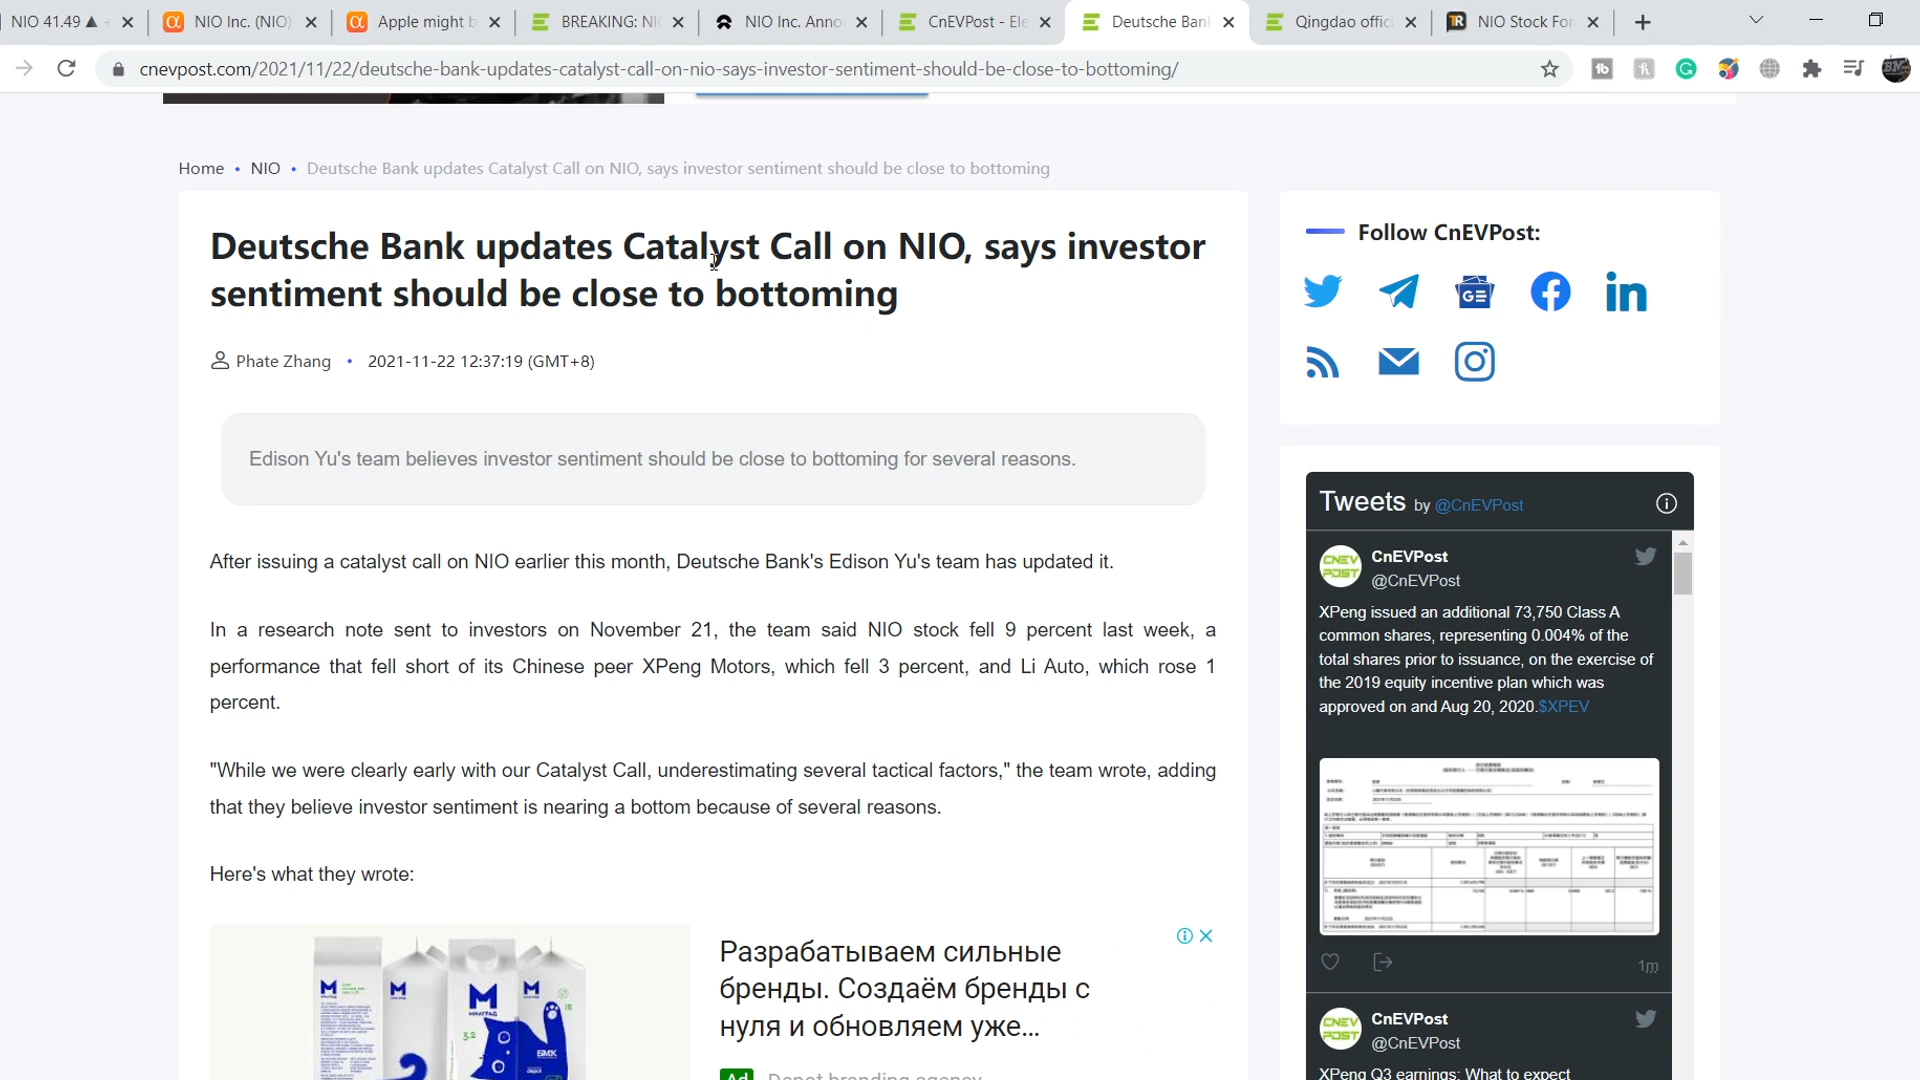 NIO 41.49 ▲
NIO Inc. (NIO)
Apple might b
BREAKING: NI
NIO Inc. Anno
CnEVPost - Ele
Deutsche Ban
Qingdao offic
NIO Stock For
cnevpost.com/2021/11/22/deutsche-bank-updates-catalyst-call-on-nio-says-investor-sentiment-should-be-close-to-bottoming/
Home • NIO • Deutsche Bank updates Catalyst Call on NIO, says investor sentiment should be close to bottoming
Deutsche Bank updates Catalyst Call on NIO, says investor
sentiment should be close to bottoming
Phate Zhang • 2021-11-22 12:37:19 (GMT+8)
Edison Yu's team believes investor sentiment should be close to bottoming for several reasons.
After issuing a catalyst call on NIO earlier this month, Deutsche Bank's Edison Yu's team has updated it.
In a research note sent to investors on November 21, the team said NIO stock fell 9 percent last week, a
performance that fell short of its Chinese peer XPeng Motors, which fell 3 percent, and Li Auto, which rose 1
percent.
"While we were clearly early with our Catalyst Call, underestimating several tactical factors," the team wrote, adding
that they believe investor sentiment is nearing a bottom because of several reasons.
Here's what they wrote:
Разрабатываем сильные
бренды. Создаём бренды с
нуля и обновляем уже...
Ad Depot branding agency
М
М
М
М
МИЛГРАД
3.2
БМК
Follow CnEVPost:
Tweets by @CnEVPost
CNEV
POST
CnEVPost
@CnEVPost
XPeng issued an additional 73,750 Class A
common shares, representing 0.004% of the
total shares prior to issuance, on the exercise of
the 2019 equity incentive plan which was
approved on and Aug 20, 2020.$XPEV
1m
CNEV
POST
CnEVPost
@CnEVPost
XPeng Q3 earnings: What to expect